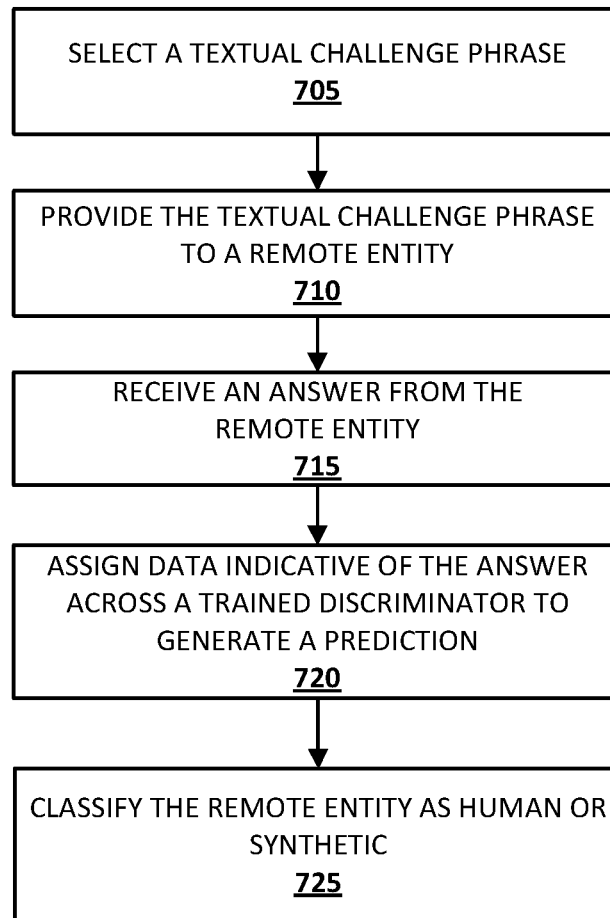 SELECT A TEXTUAL CHALLENGE PHRASE
705
PROVIDE THE TEXTUAL CHALLENGE PHRASE
TO A REMOTE ENTITY
710
RECEIVE AN ANSWER FROM THE
REMOTE ENTITY
715
ASSIGN DATA INDICATIVE OF THE ANSWER
ACROSS A TRAINED DISCRIMINATOR TO
GENERATE A PREDICTION
720
CLASSIFY THE REMOTE ENTITY AS HUMAN OR
SYNTHETIC
725